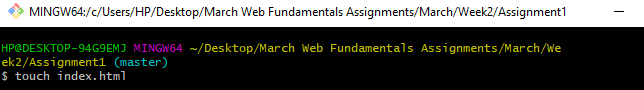 MINGW64:/c/Users/HP/Desktop/March Web Fundamentals Assignments/March/Week2/Assignment1
HP@DESKTOP-94G9EMJ MINGW64 ~/Desktop/March Web Fundamentals Assignments/March/We
ek2/Assignment1 (master)
$ touch index.html